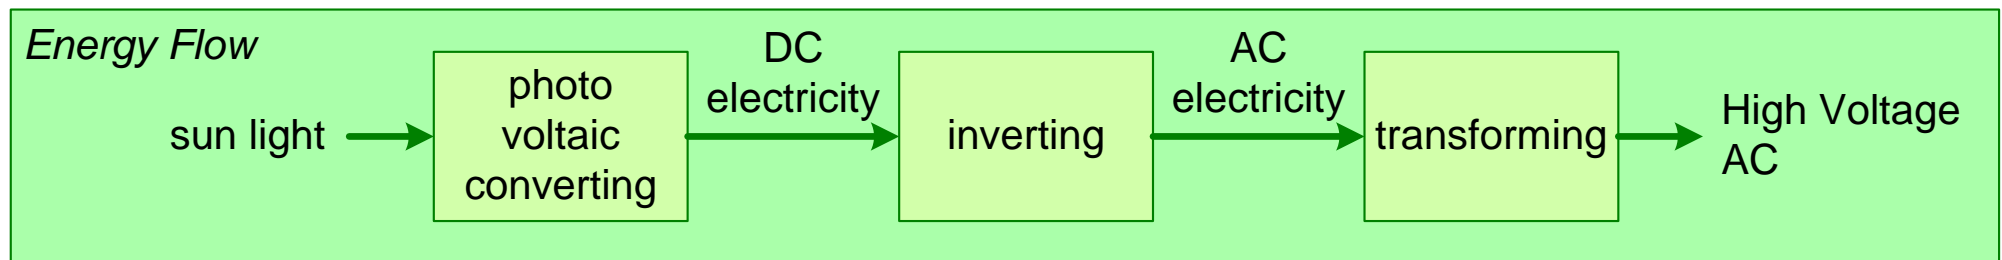 Energy Flow
sun light
photo
voltaic
converting
DC
electricity
inverting
AC
electricity
transforming
High Voltage
AC